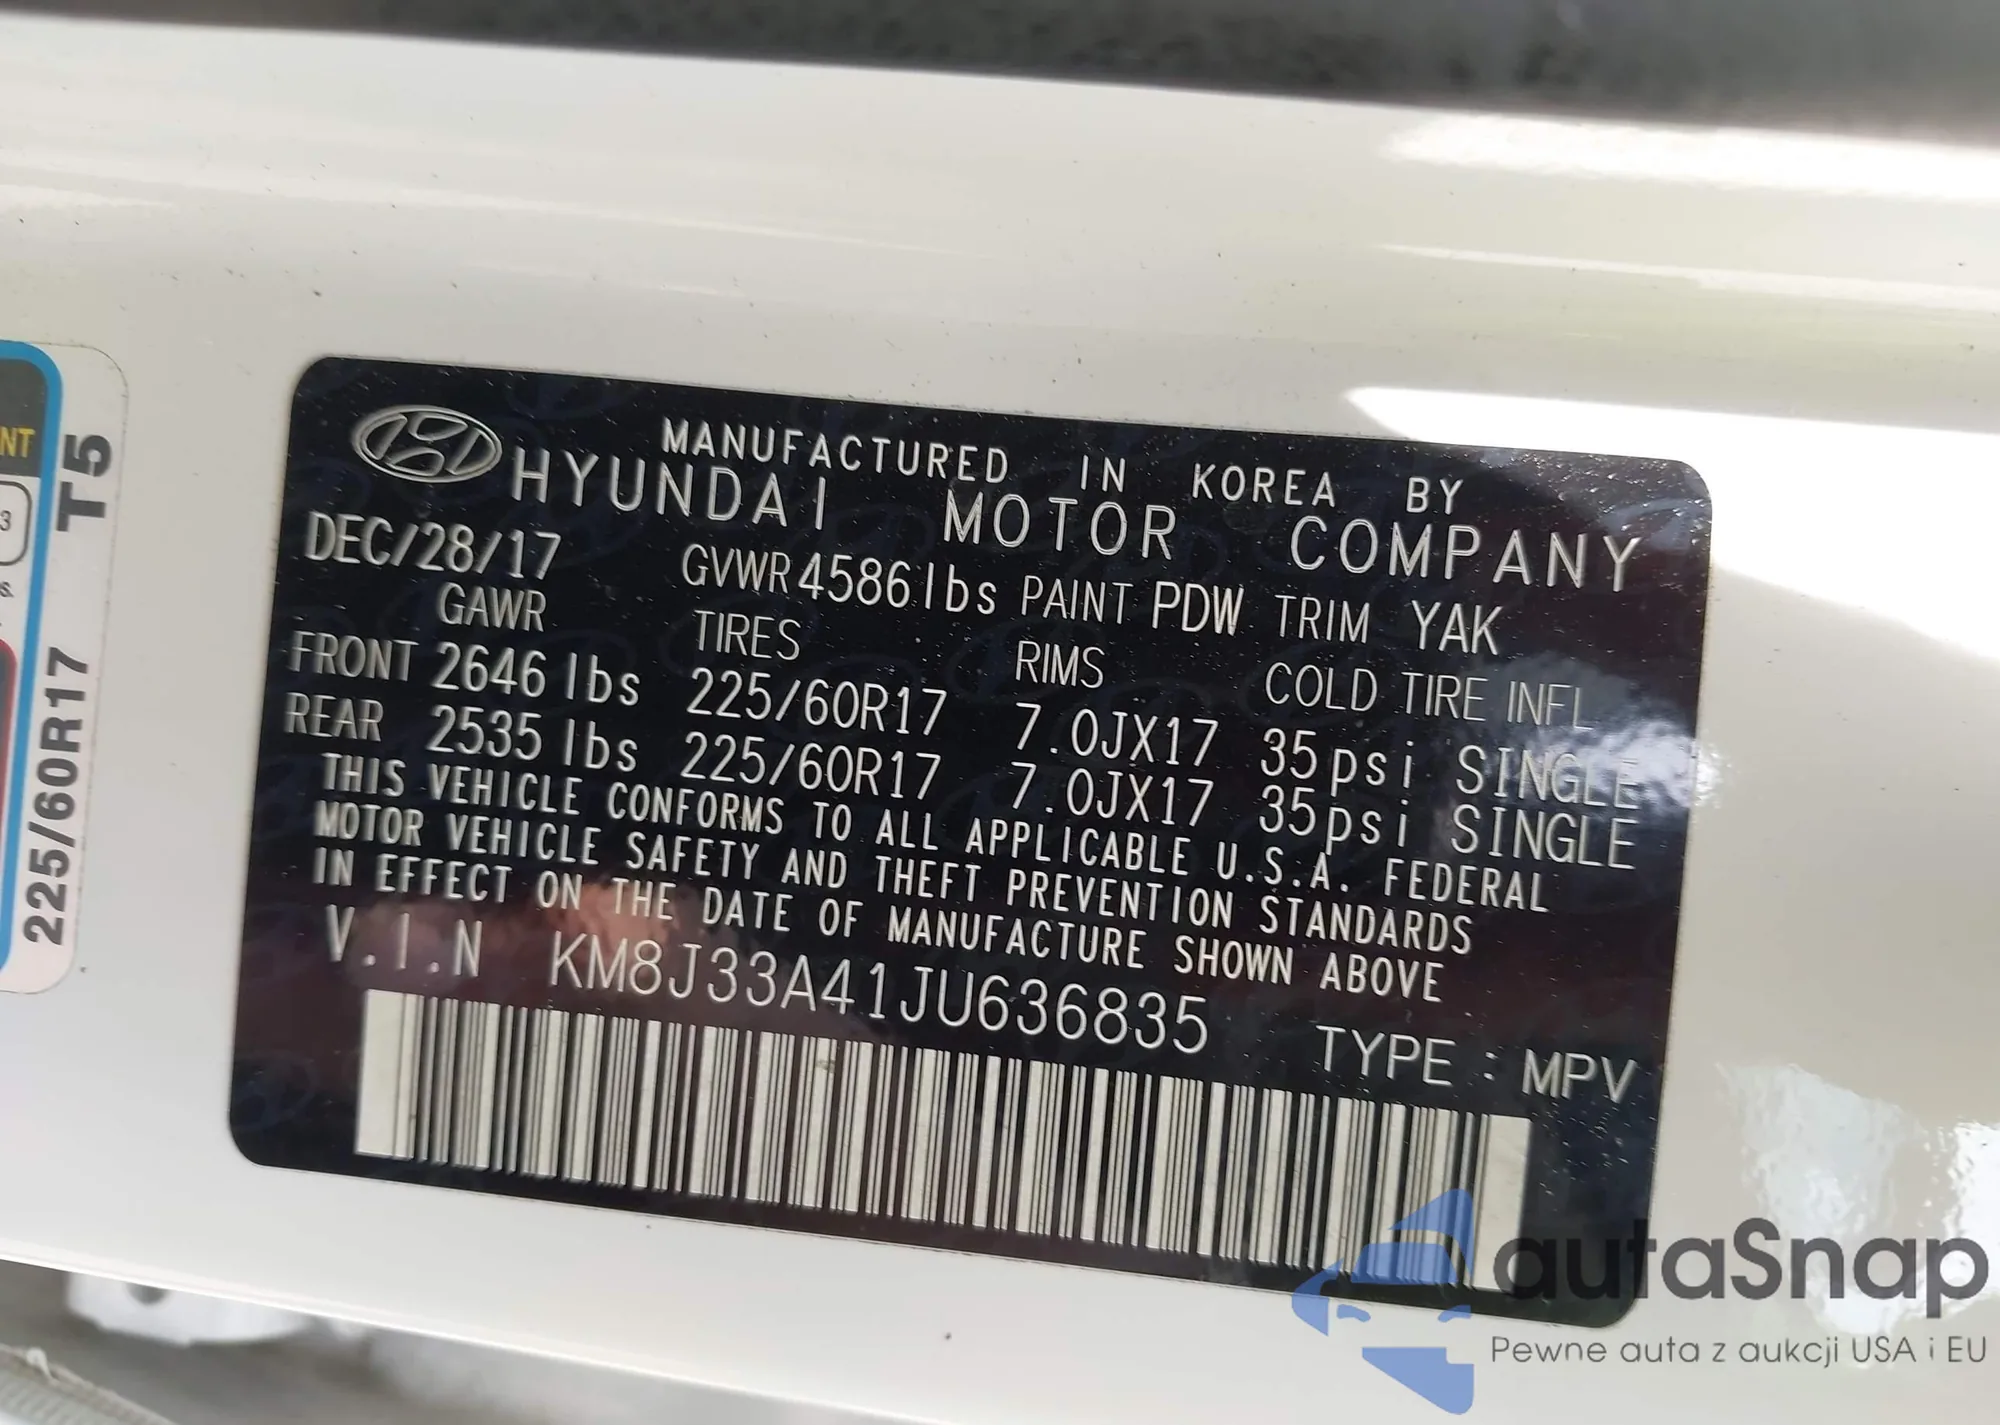 MANUFACTURED IN KOREA BY
HYUNDAI MOTOR COMPANY
DEC/28/17 GVWR 4586 lbs PAINT PDW TRIM YAK
GAWR TIRES RIMS COLD TIRE INFL
FRONT 2646 lbs 225/60R17 7.0JX17 35psi SINGLE
REAR 2535 lbs 225/60R17 7.0JX17 35psi SINGLE
THIS VEHICLE CONFORMS TO ALL APPLICABLE U.S.A. FEDERAL
MOTOR VEHICLE SAFETY AND THEFT PREVENTION STANDARDS
IN EFFECT ON THE DATE OF MANUFACTURE SHOWN ABOVE
V.I.N KM8J33A41JU636835 TYPE : MPV
225/60R17 T5
NT
3
s.
autaSnap
Pewne auta z aukcji USA i EU